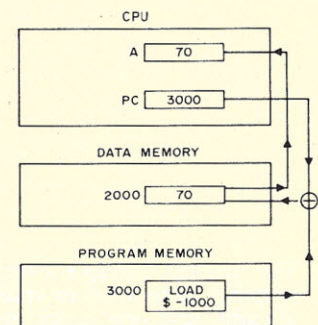 CPU
A 70
PC 3000
DATA MEMORY
2000 70
PROGRAM MEMORY
3000 LOAD
$ -1000